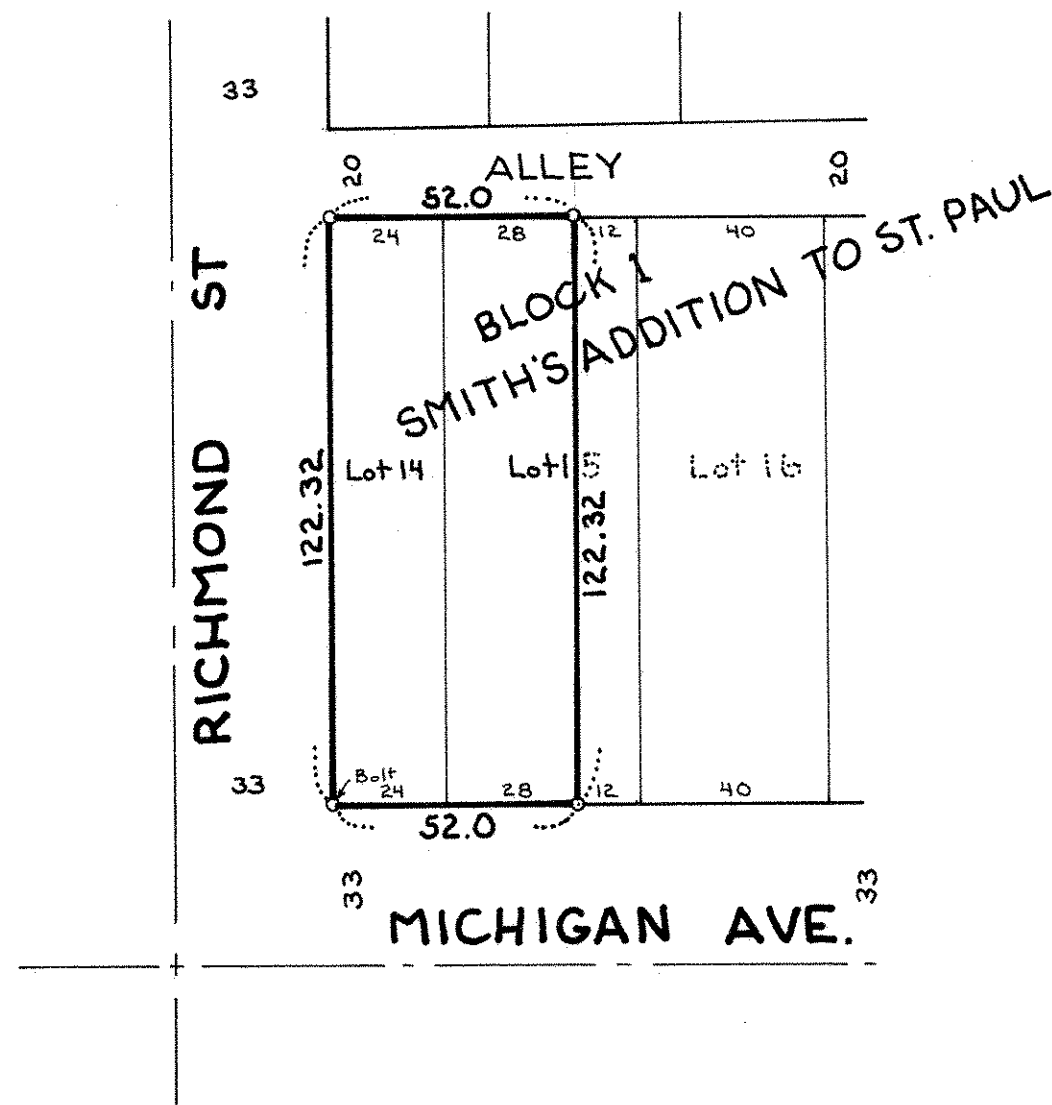 33
20
ALLEY
20
52.0
24
28
12
40
BLOCK 1
SMITH'S ADDITION TO ST. PAUL
RICHMOND ST
122.32
Lot 14
Lot 15
122.32
Lot 16
33
Bolt
24
28
12
40
52.0
33
33
MICHIGAN AVE.